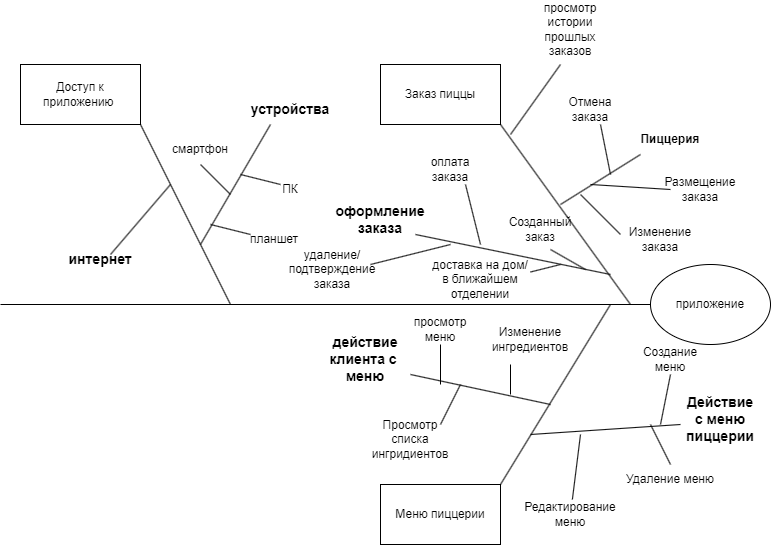 просмотр
истории
прошлых
заказов
Доступ к
приложению
устройства
Заказ пиццы
Отмена
заказа
Пиццерия
смартфон
оплата
заказа
ПК
Размещение
заказа
оформление
заказа
Созданный
заказ
планшет
Изменение
заказа
интернет
удаление/
подтверждение
заказа
доставка на дом/
в ближайшем
отделении
приложение
просмотр
меню
Изменение
ингредиентов
действие
клиента с
меню
Создание
меню
Действие
с меню
пиццерии
Просмотр
списка
ингридиентов
Удаление меню
Меню пиццерии
Редактирование
меню